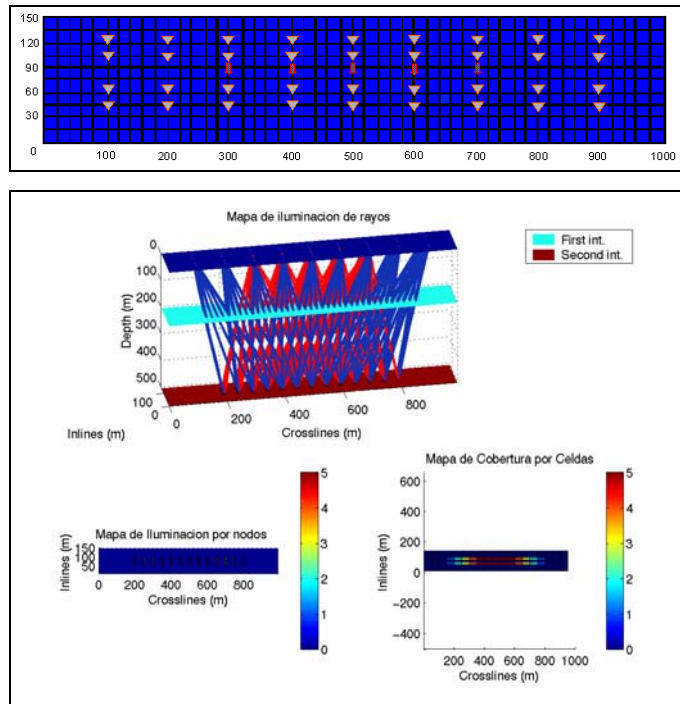 150
120
90
60
30
0
100 200 300 400 500 600 700 800 900 1000
Mapa de iluminacion de rayos
First int.
Second int.
0
100
200
300
400
500
Depth (m)
100
0
Inlines (m)
0 200 400 600 800
Crosslines (m)
Mapa de Iluminacion por nodos
150
100
50
Inlines (m)
0 200 400 600 800
Crosslines (m)
5
4
3
2
1
0
Mapa de Cobertura por Celdas
600
400
200
0
−200
−400
Inlines (m)
200 400 600 800 1000
Crosslines (m)
5
4
3
2
1
0